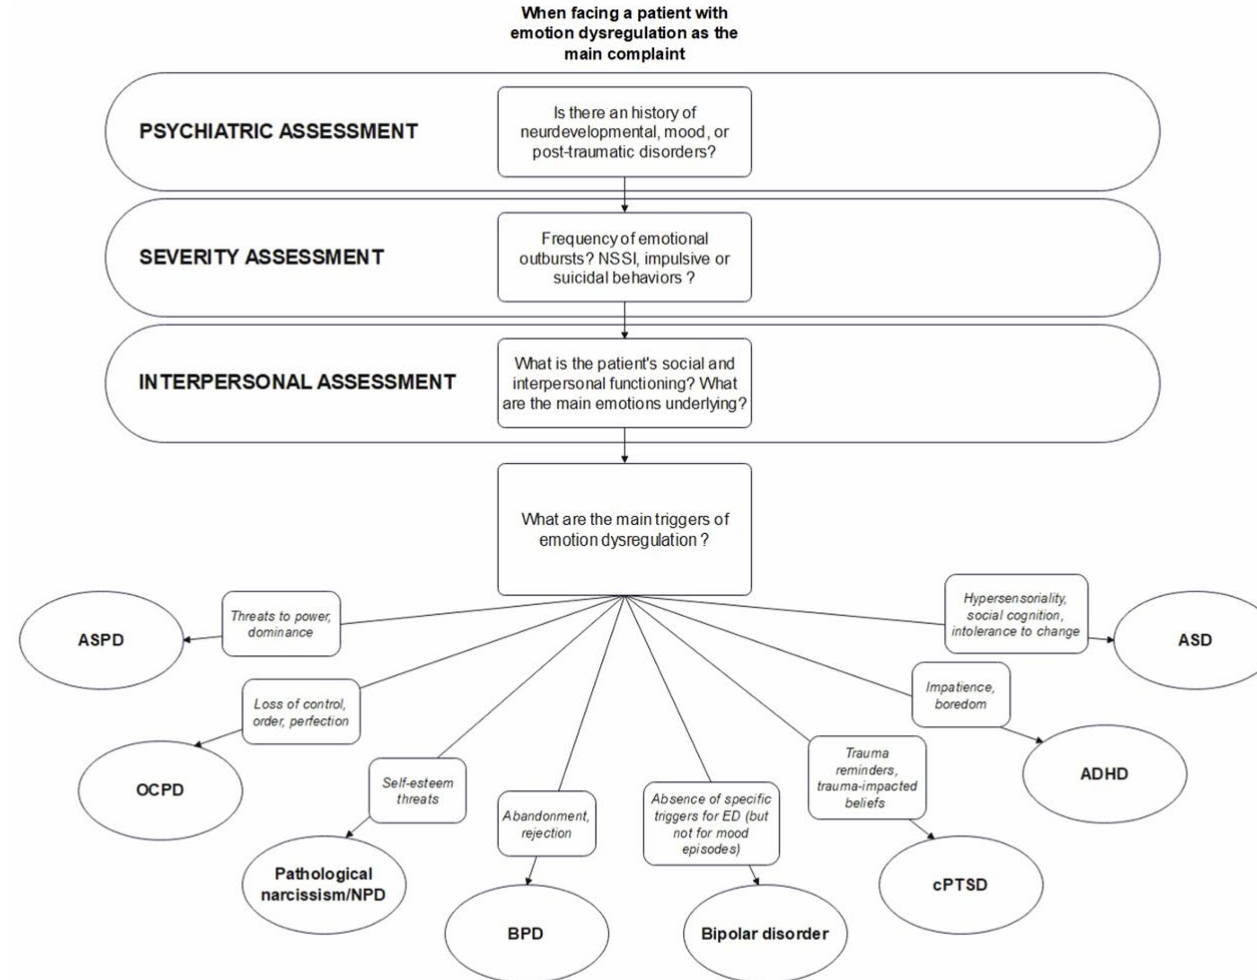 When facing a patient with
emotion dysregulation as the
main complaint
PSYCHIATRIC ASSESSMENT
Is there an history of
neurdevelopmental, mood, or
post-traumatic disorders?
SEVERITY ASSESSMENT
Frequency of emotional
outbursts? NSSI, impulsive or
suicidal behaviors ?
INTERPERSONAL ASSESSMENT
What is the patient's social and
interpersonal functioning? What
are the main emotions underlying?
What are the main triggers of
emotion dysregulation ?
Threats to power,
dominance
ASPD
Loss of control,
order, perfection
OCPD
Self-esteem
threats
Pathological
narcissism/NPD
Abandonment,
rejection
BPD
Absence of specific
triggers for ED (but
not for mood
episodes)
Bipolar disorder
Trauma
reminders,
trauma-impacted
beliefs
cPTSD
Impatience,
boredom
ADHD
Hypersensoriality,
social cognition,
intolerance to change
ASD